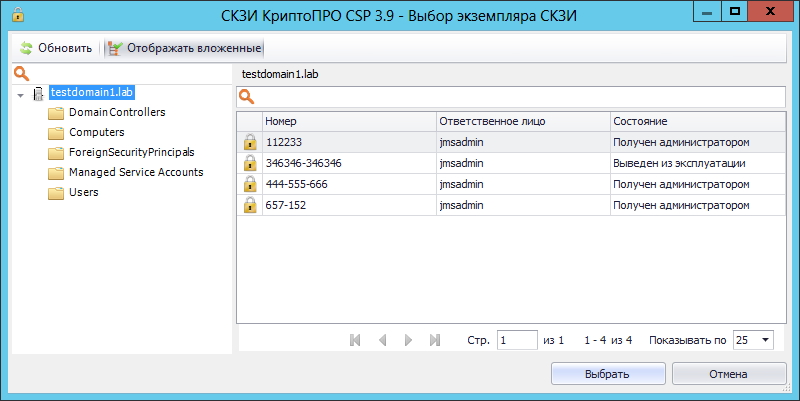 СКЗИ КриптоПРО CSP 3.9 - Выбор экземпляра СКЗИ
Обновить Отображать вложенные
testdomain1.lab
Domain Controllers
Computers
ForeignSecurityPrincipals
Managed Service Accounts
Users
testdomain1.lab
Номер Ответственное лицо Состояние
112233 jmsadmin Получен администратором
346346-346346 jmsadmin Выведен из эксплуатации
444-555-666 jmsadmin Получен администратором
657-152 jmsadmin Получен администратором
Стр. 1 из 1 1 - 4 из 4 Показывать по 25
Выбрать Отмена